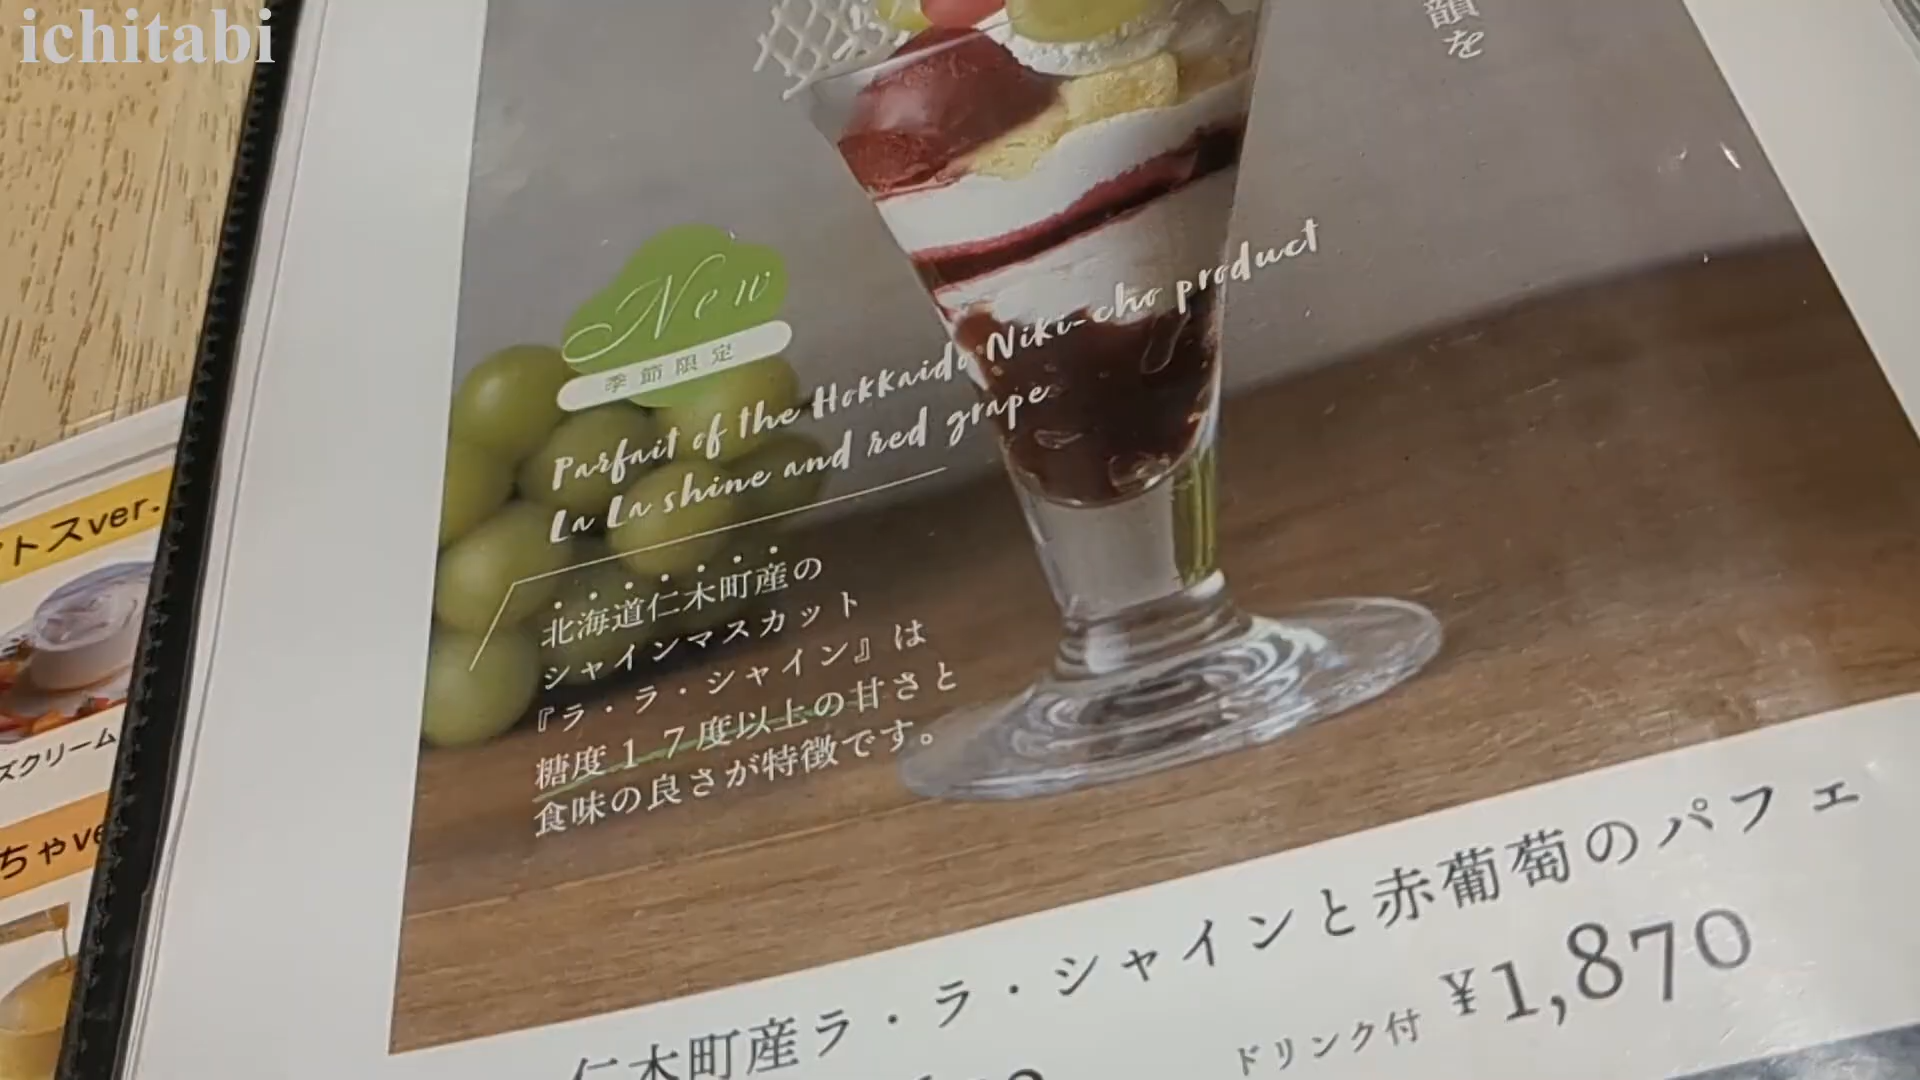 ichitabi
韻を
New
季節限定
Parfait of the Hokkaido Niki-cho product
La La shine and red grape
北海道仁木町産の
シャインマスカット
『ラ・ラ・シャイン』は
糖度17度以上の甘さと
食味の良さが特徴です。
トスver.
ズクリーム
ちゃve
仁木町産ラ・ラ・シャインと赤葡萄のパフェ
ドリンク付 ¥1,870